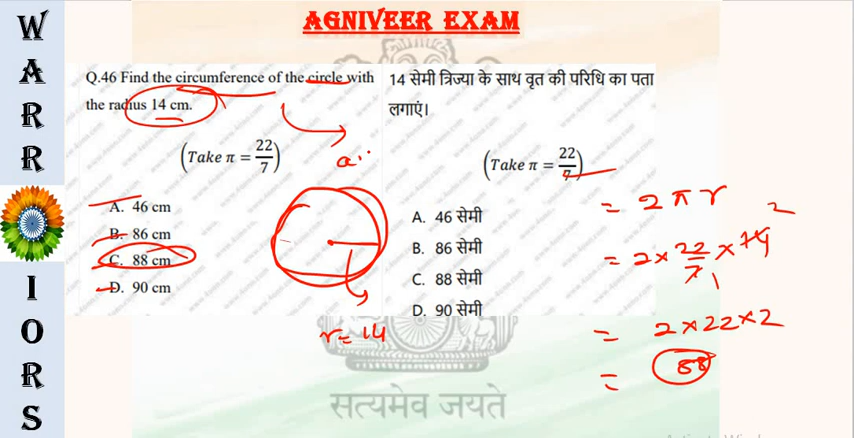 AGNIVEER EXAM
W
A
R
R
I
O
R
S
Q.46 Find the circumference of the circle with
the radius 14 cm.
(Take π = 22/7)
A. 46 cm
B. 86 cm
C. 88 cm
D. 90 cm
r= 14
14 सेमी त्रिज्या के साथ वृत की परिधि का पता
लगाएं।
(Take π = 22/7)
A. 46 सेमी
B. 86 सेमी
C. 88 सेमी
D. 90 सेमी
= 2πr
= 2 × 22/7 × 14
2
1
= 2 × 22 × 2
= 88
सत्यमेव जयते